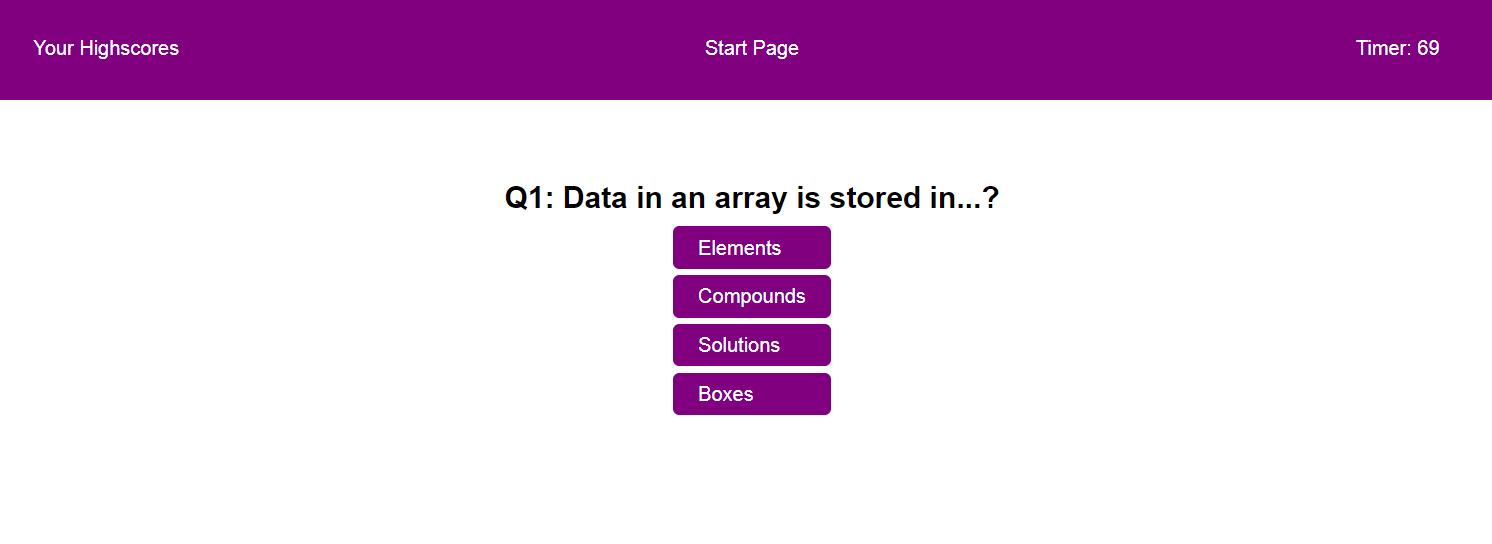 Your Highscores
Start Page
Timer: 69
Q1: Data in an array is stored in...?
Elements
Compounds
Solutions
Boxes